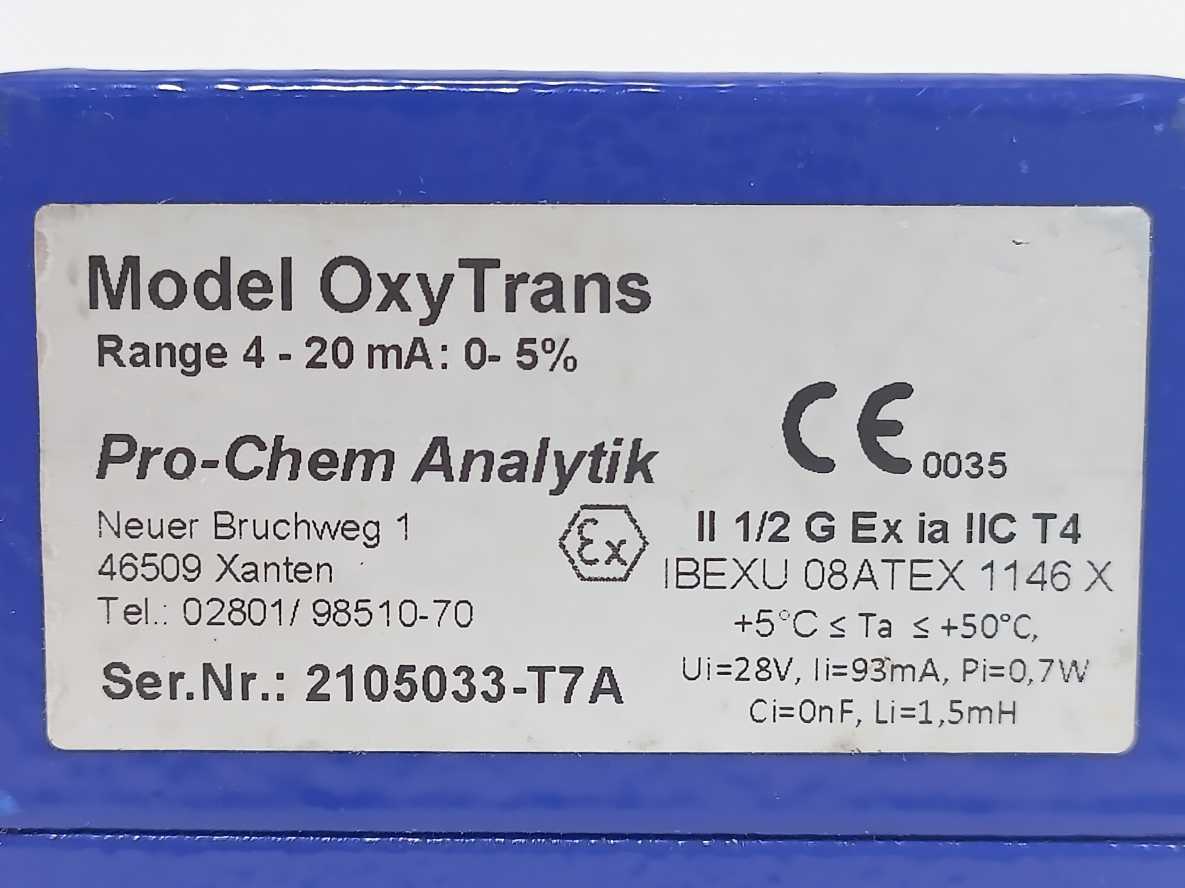 Model OxyTrans
Range 4 - 20 mA: 0- 5%
CE 0035
Pro-Chem Analytik
Neuer Bruchweg 1
46509 Xanten
Tel.: 02801/ 98510-70
Ser.Nr.: 2105033-T7A
Ex II 1/2 G Ex ia IIC T4
IBEXU 08ATEX 1146 X
+5°C ≤ Ta ≤ +50°C,
Ui=28V, Ii=93mA, Pi=0,7W
Ci=0nF, Li=1,5mH